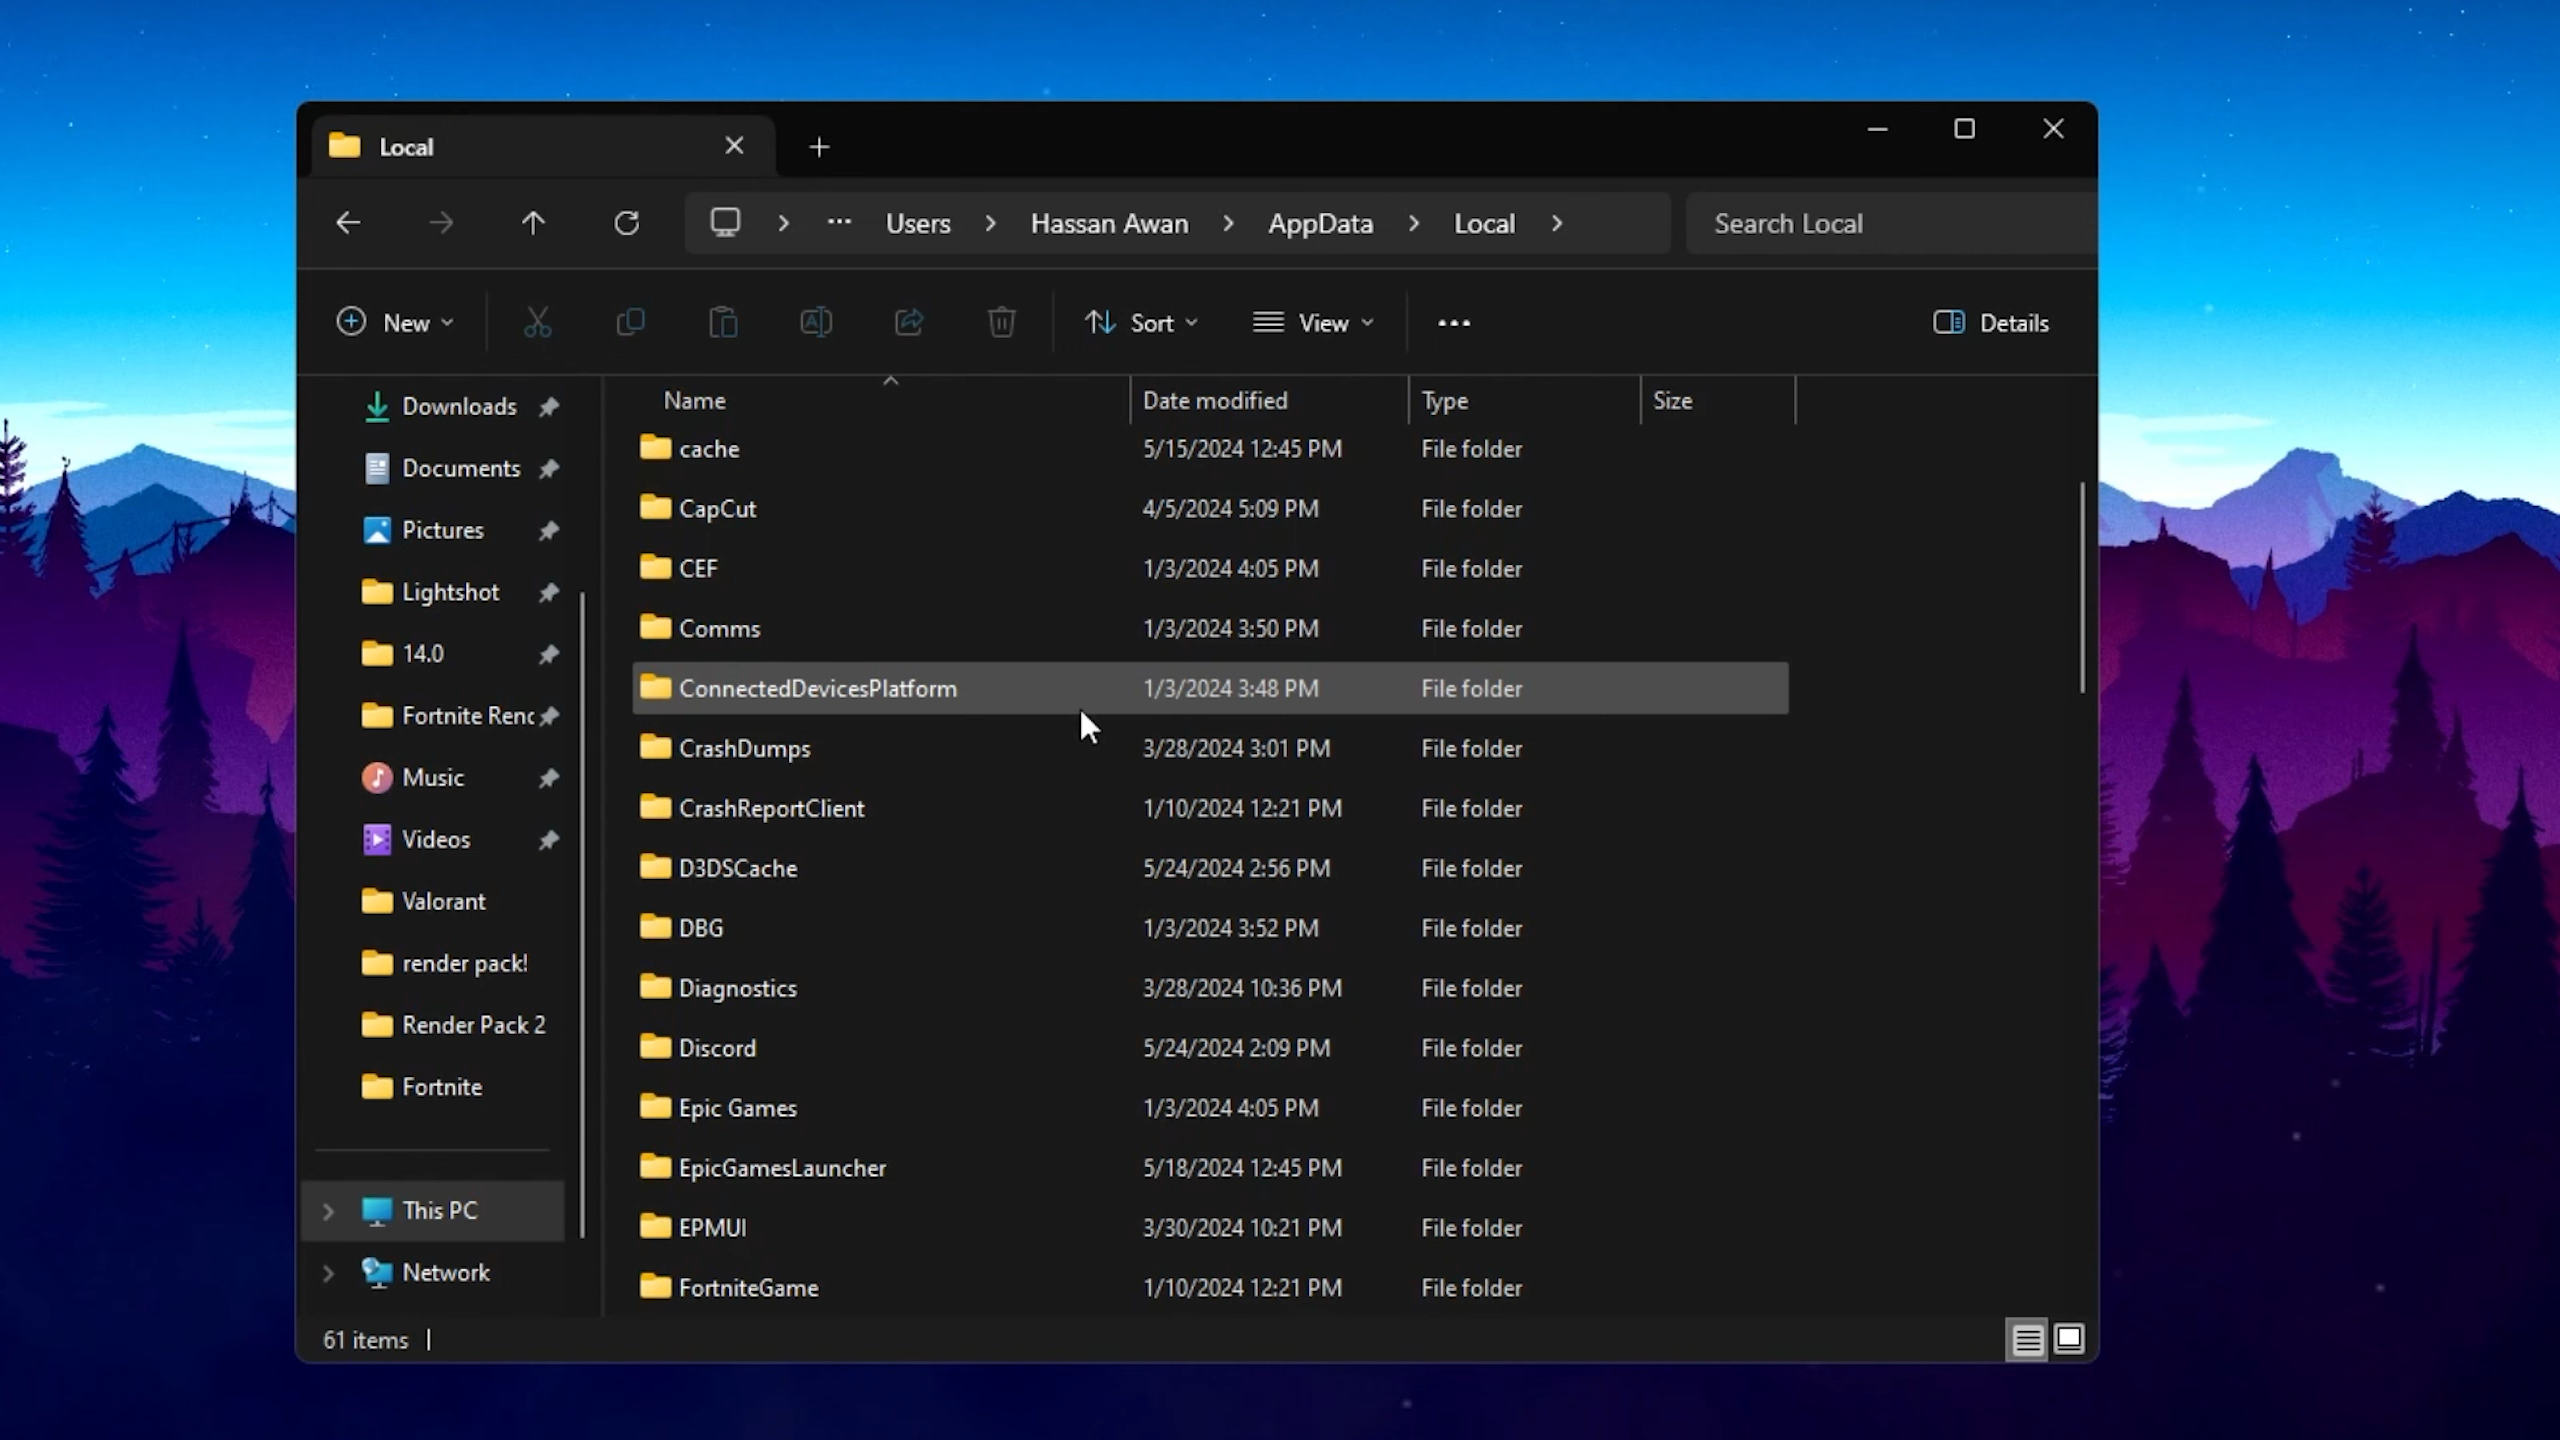 Local
Users Hassan Awan AppData Local
Search Local
New
Sort
View
Details
Downloads
Documents
Pictures
Lightshot
14.0
Fortnite Renc
Music
Videos
Valorant
render pack!
Render Pack 2
Fortnite
This PC
Network
Name Date modified Type Size
cache 5/15/2024 12:45 PM File folder
CapCut 4/5/2024 5:09 PM File folder
CEF 1/3/2024 4:05 PM File folder
Comms 1/3/2024 3:50 PM File folder
ConnectedDevicesPlatform 1/3/2024 3:48 PM File folder
CrashDumps 3/28/2024 3:01 PM File folder
CrashReportClient 1/10/2024 12:21 PM File folder
D3DSCache 5/24/2024 2:56 PM File folder
DBG 1/3/2024 3:52 PM File folder
Diagnostics 3/28/2024 10:36 PM File folder
Discord 5/24/2024 2:09 PM File folder
Epic Games 1/3/2024 4:05 PM File folder
EpicGamesLauncher 5/18/2024 12:45 PM File folder
EPMUI 3/30/2024 10:21 PM File folder
FortniteGame 1/10/2024 12:21 PM File folder
61 items